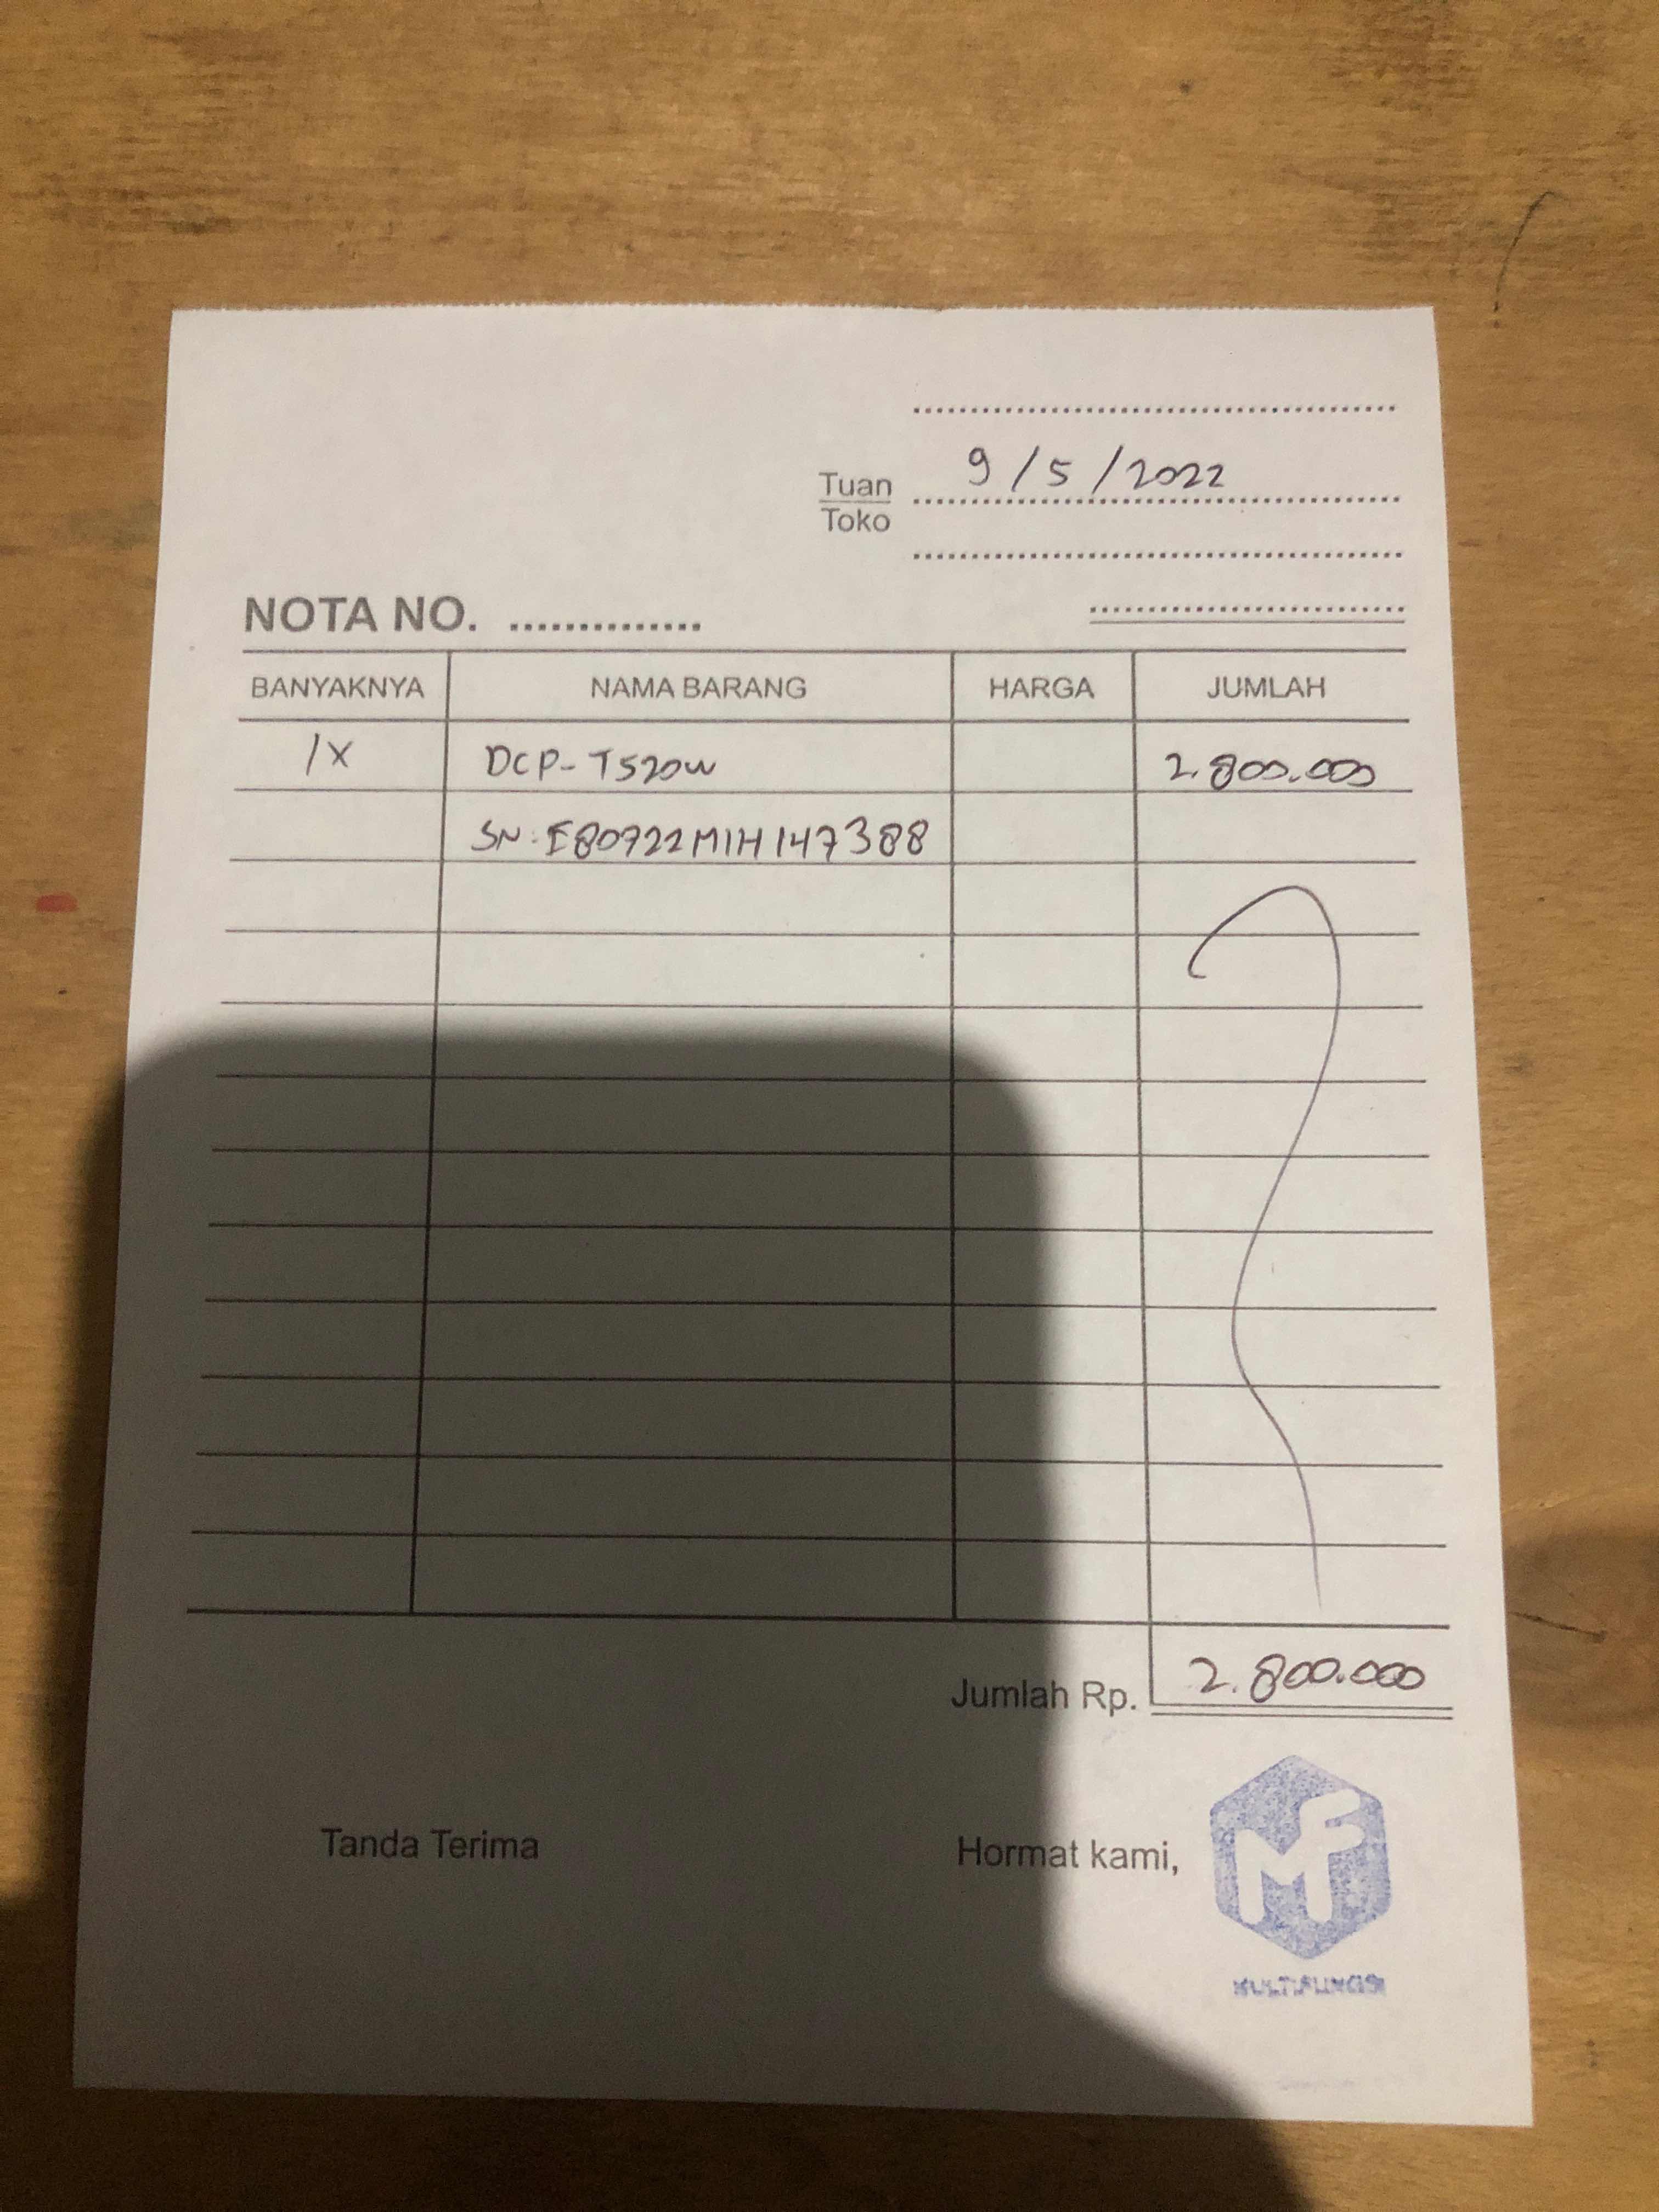 9/5/2022
Tuan
Toko
NOTA NO. ..............
BANYAKNYA NAMA BARANG HARGA JUMLAH
1X DCP-T520W 2.800.000
SN: E80722M1H147388
Jumlah Rp. 2.800.000
Tanda Terima Hormat kami,
MF
MULTIFUNGSI